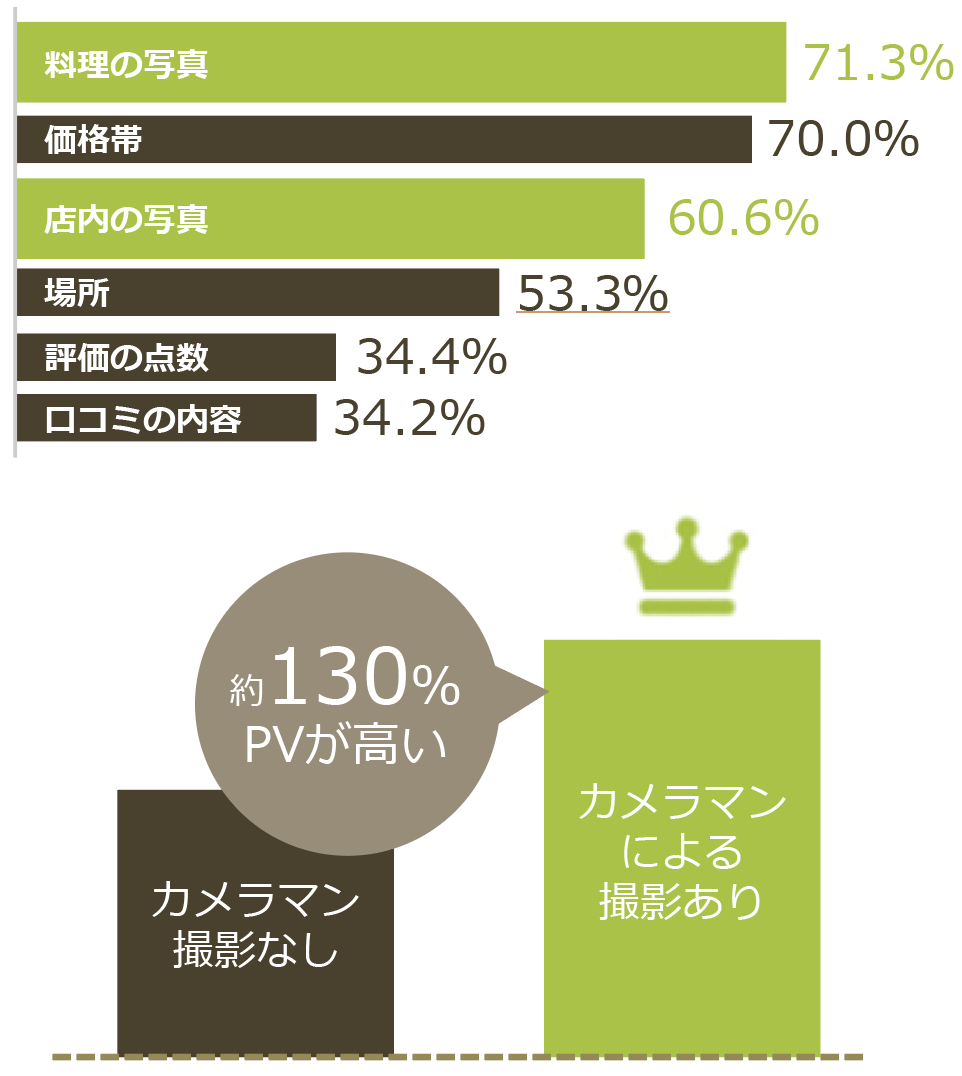 料理の写真 71.3%
価格帯 70.0%
店内の写真 60.6%
場所 53.3%
評価の点数 34.4%
口コミの内容 34.2%
約130%
PVが高い
カメラマン
撮影なし
カメラマン
による
撮影あり